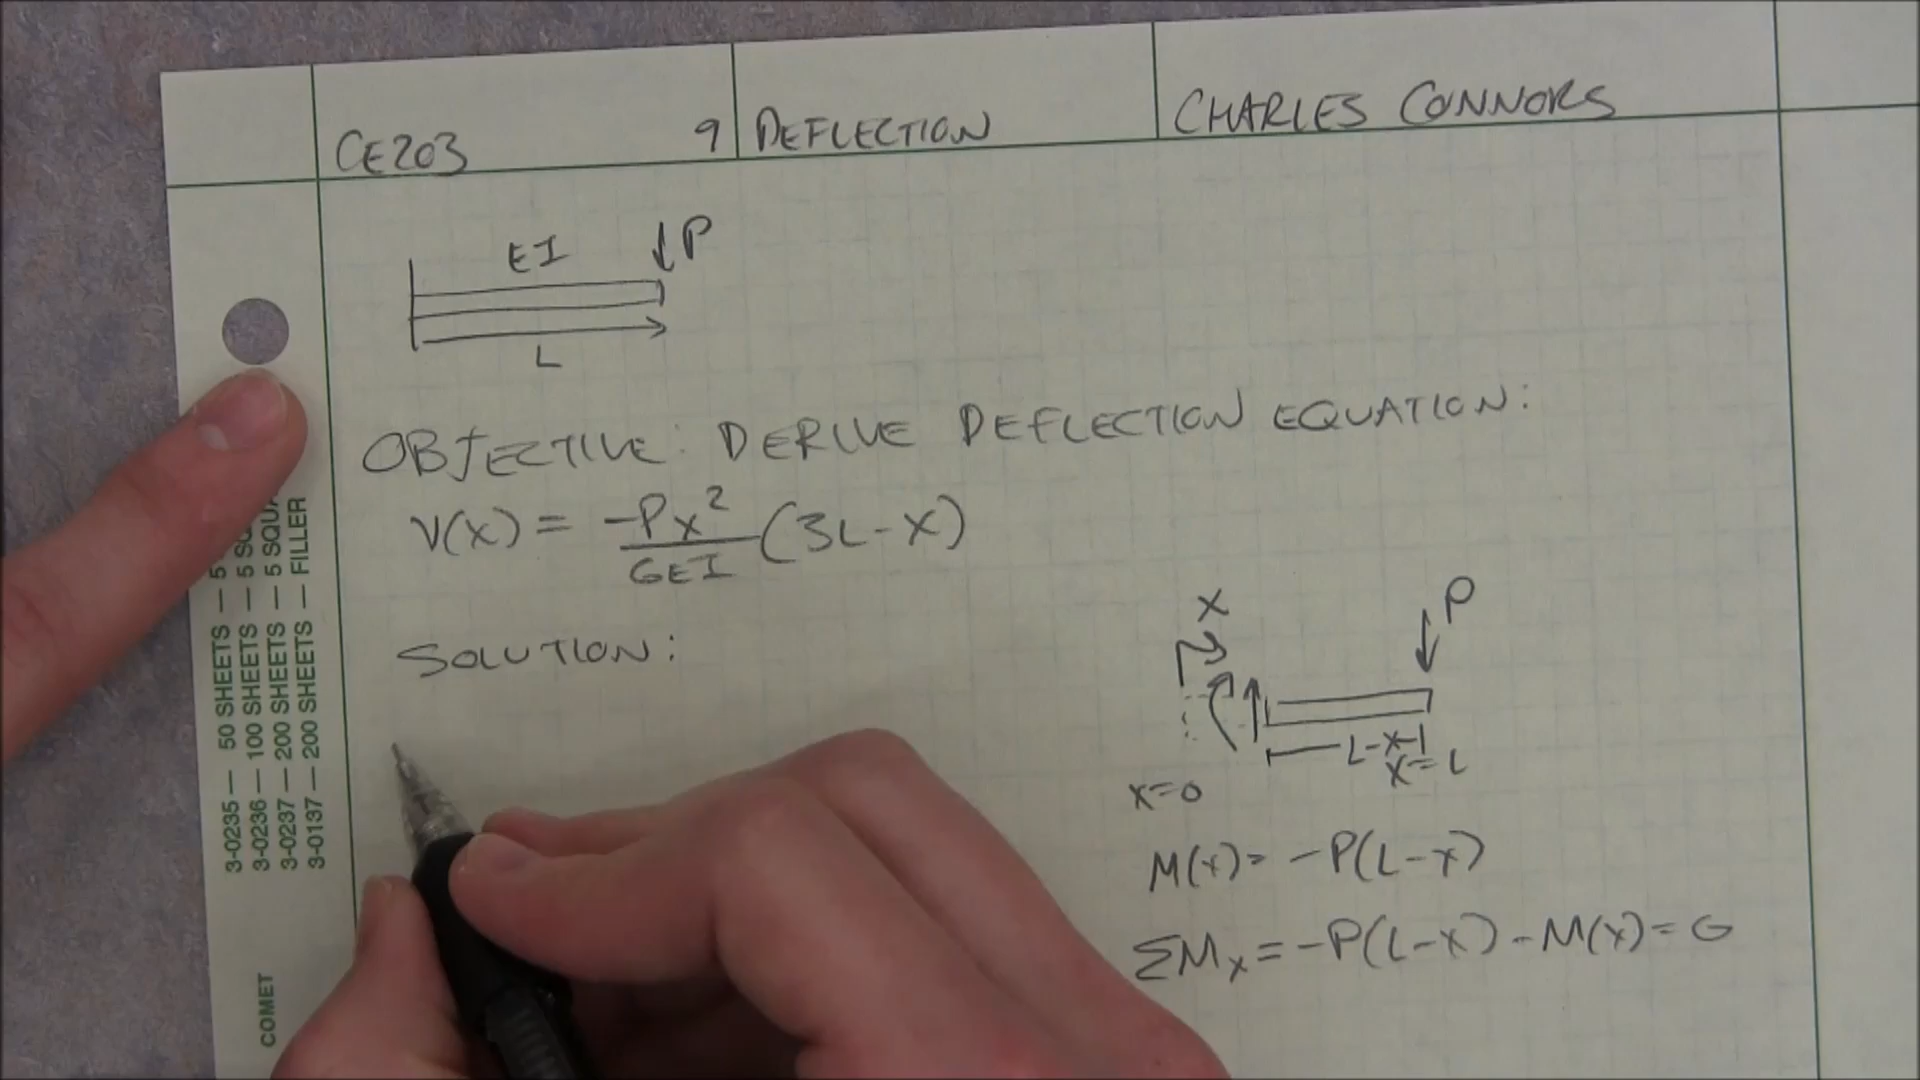 CE203 9 DEFLECTION CHARLES CONNORS
EI
P
L
OBJECTIVE: DERIVE DEFLECTION EQUATION:
V(X) = -PX²/6EI (3L-X)
SOLUTION:
X
P
L-X
X=0 X=L
M(X)= -P(L-X)
ΣMx = -P(L-X) - M(X) = 0
3-0235 — 50 SHEETS — 5
3-0236 — 100 SHEETS — 5 SQU
3-0237 — 200 SHEETS — 5 SQUA
3-0137 — 200 SHEETS — FILLER
COMET